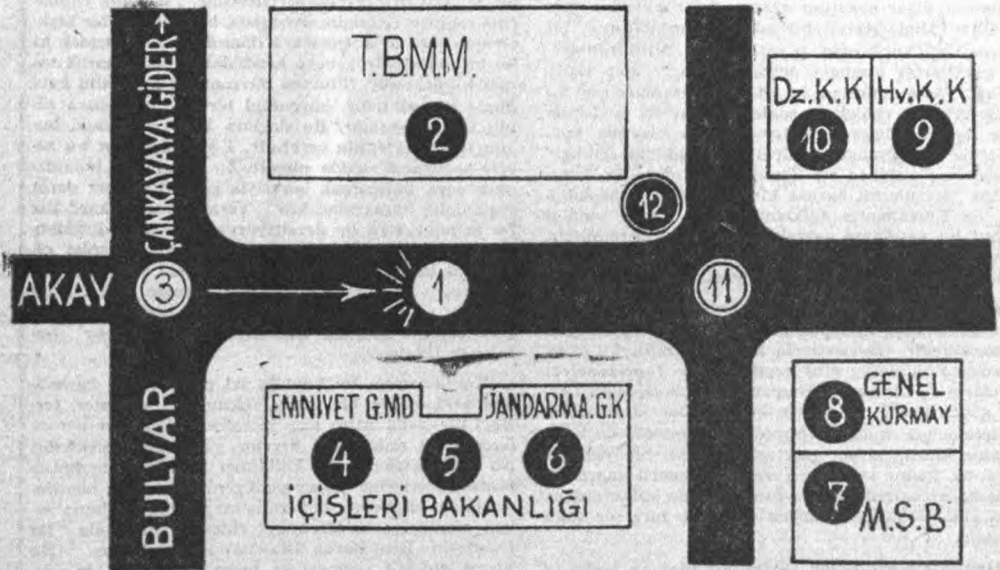 ÇANKAYAYA GİDER→
T.B.M.M.
2
Dz.K.K
Hv.K.K
10
9
12
AKAY
3
1
11
BULVAR
EMNİYET G.MD
JANDARMA.G.K
4
5
6
İÇİŞLERİ BAKANLIĞI
8
GENEL
KURMAY
7
M.S.B